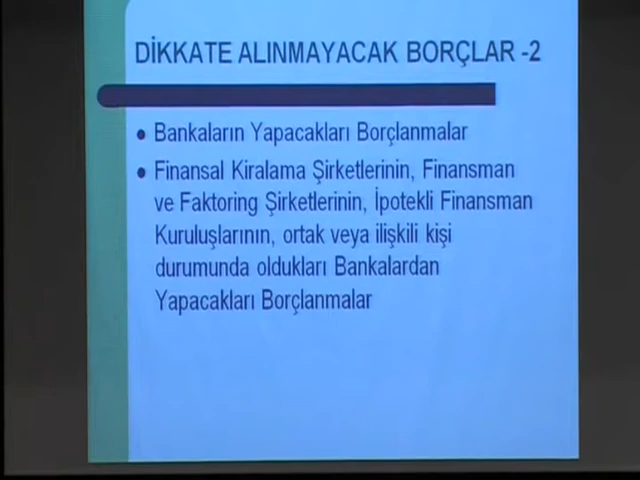 DİKKATE ALINMAYACAK BORÇLAR -2
● Bankaların Yapacakları Borçlanmalar
● Finansal Kiralama Şirketlerinin, Finansman
ve Faktoring Şirketlerinin, İpotekli Finansman
Kuruluşlarının, ortak veya ilişkili kişi
durumunda oldukları Bankalardan
Yapacakları Borçlanmalar